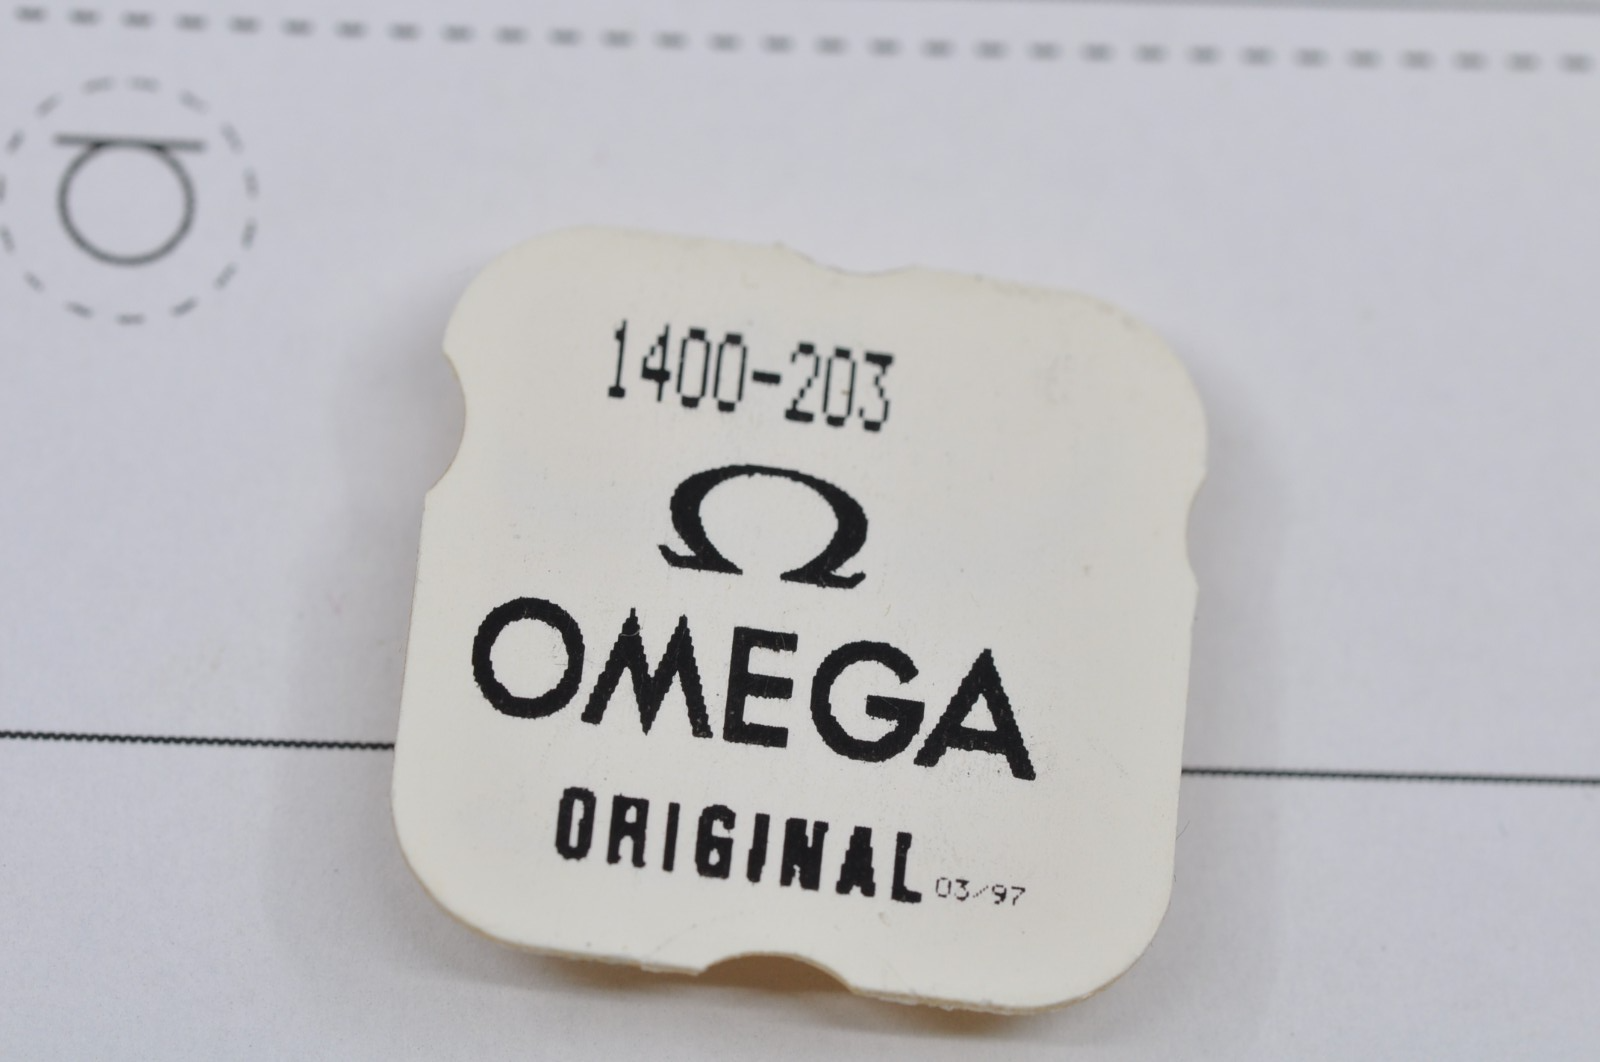 1400-203
Ω
OMEGA
ORIGINAL 03/97